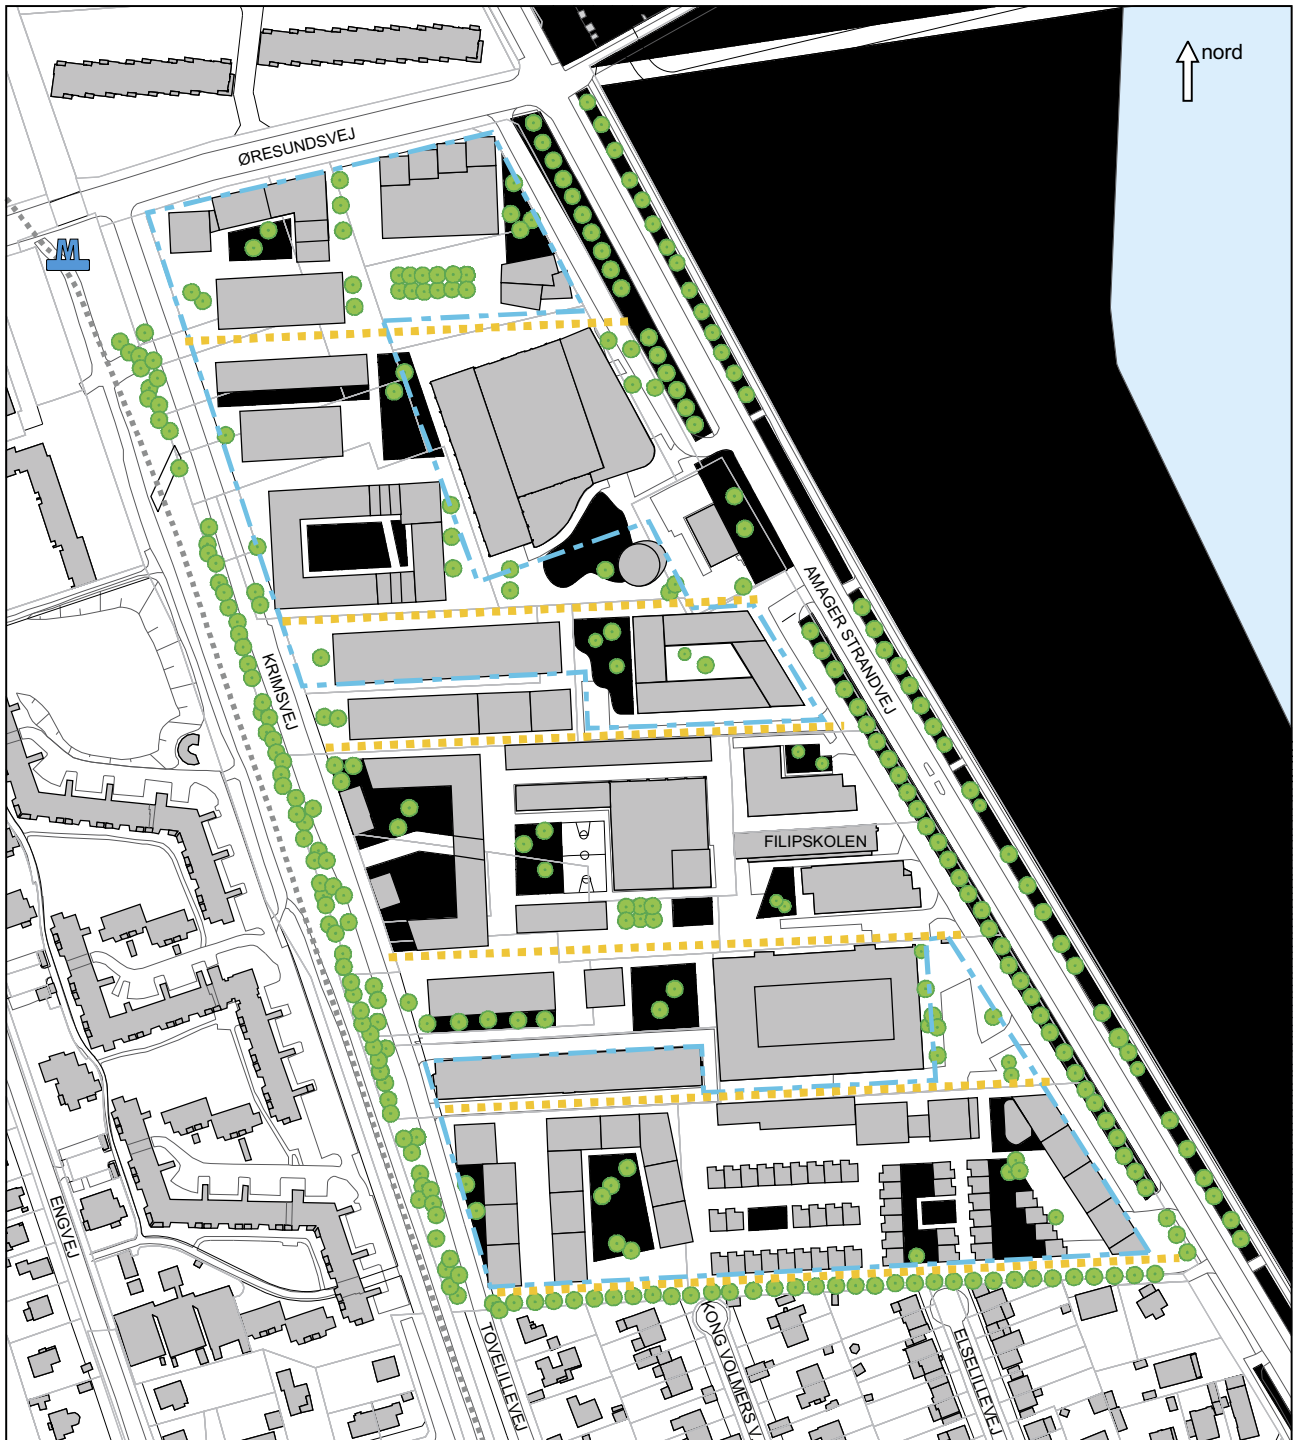 nord
ØRESUNDSVEJ
M
AMAGER STRANDVEJ
KRIMSVEJ
FILIPSKOLEN
ENGVEJ
TOVELILLEVEJ
KONG VOLMERS V
ELSELILLEVEJ